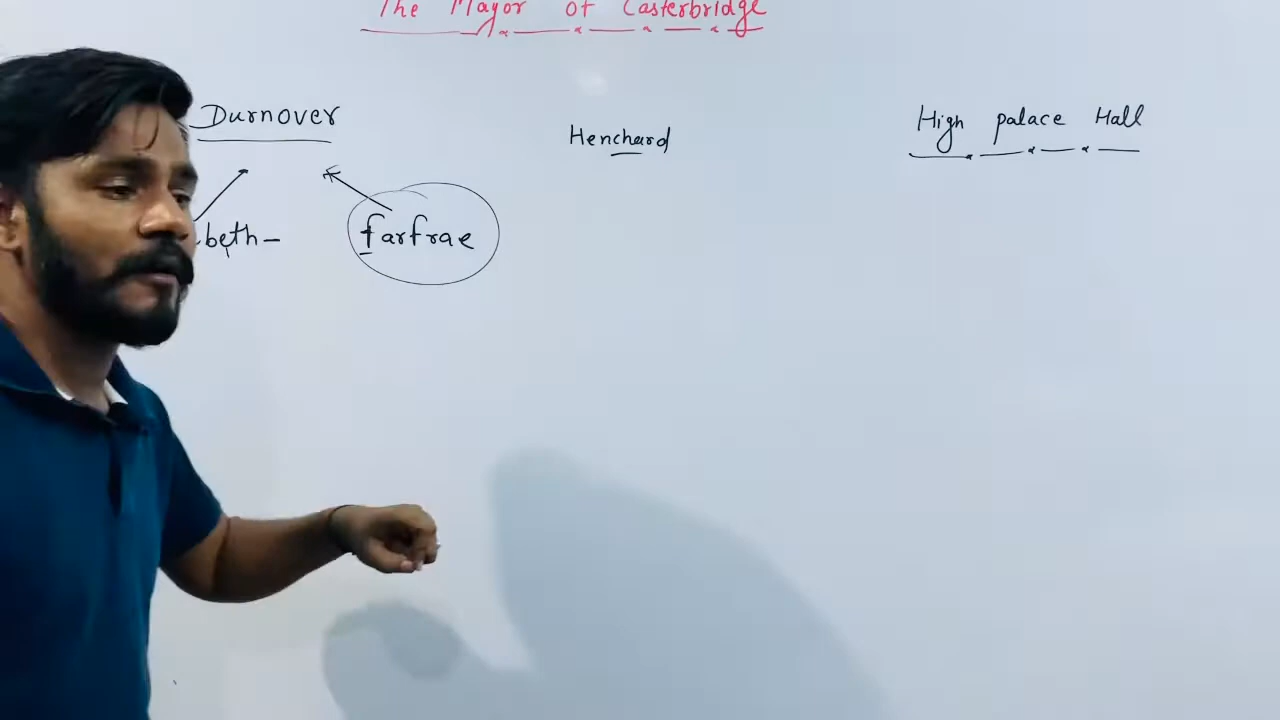 The Mayor of Casterbridge
Durnover
Henchard
High palace Hall
beth -
farfrae